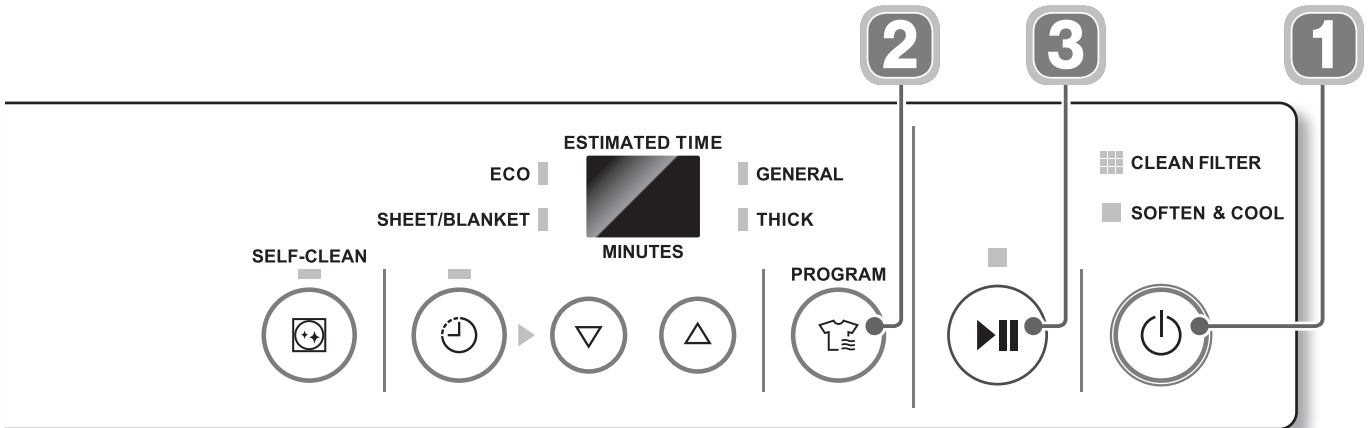 2 3 1
ESTIMATED TIME
ECO
GENERAL
CLEAN FILTER
SHEET/BLANKET
THICK
SOFTEN & COOL
MINUTES
SELF-CLEAN
PROGRAM